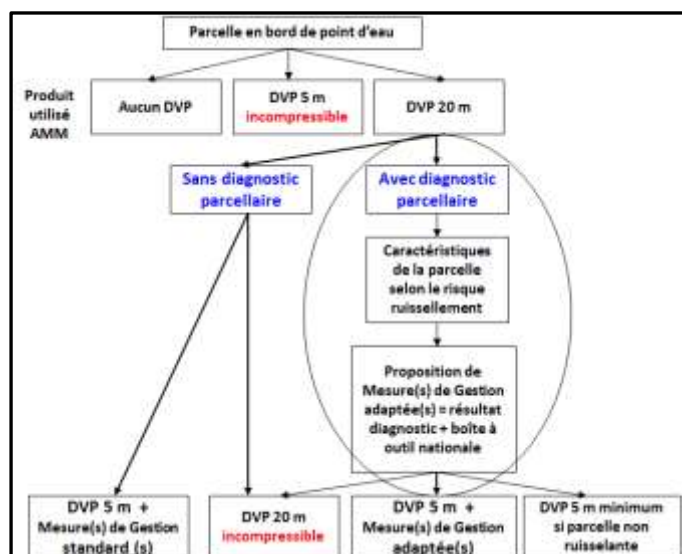 Parcelle en bord de point d'eau
Produit
utilisé
AMM
Aucun DVP
DVP 5 m
incompressible
DVP 20 m
Sans diagnostic
parcellaire
Avec diagnostic
parcellaire
Caractéristiques
de la parcelle
selon le risque
ruissellement
Proposition de
Mesure(s) de Gestion
adaptée(s) = résultat
diagnostic + boîte à
outil nationale
DVP 5 m +
Mesure(s) de Gestion
standard (s)
DVP 20 m
incompressible
DVP 5 m +
Mesure(s) de Gestion
adaptée(s)
DVP 5 m minimum
si parcelle non
ruisselante